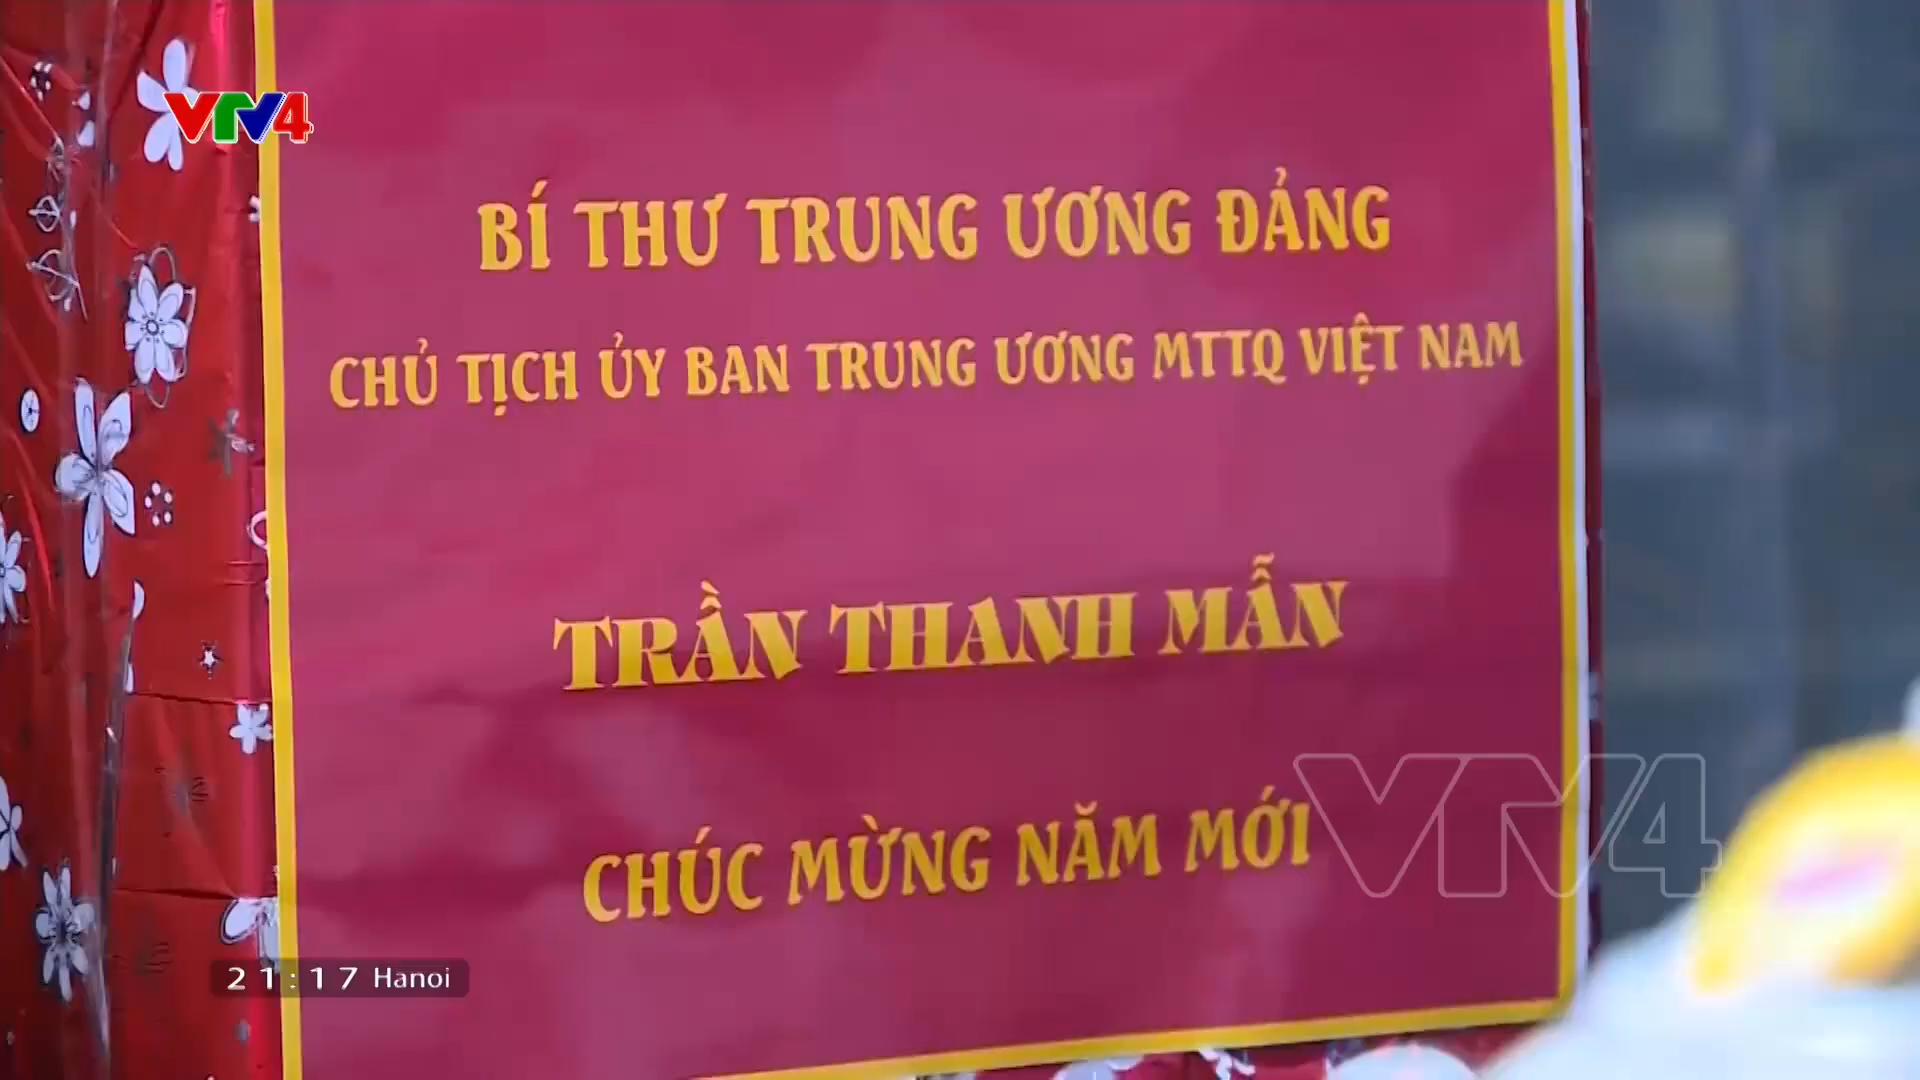 VTV4
BÍ THƯ TRUNG ƯƠNG ĐẢNG
CHỦ TỊCH ỦY BAN TRUNG ƯƠNG MTTQ VIỆT NAM
TRẦN THANH MẪN
CHÚC MỪNG NĂM MỚI
VTV4
21:17 Hanoi